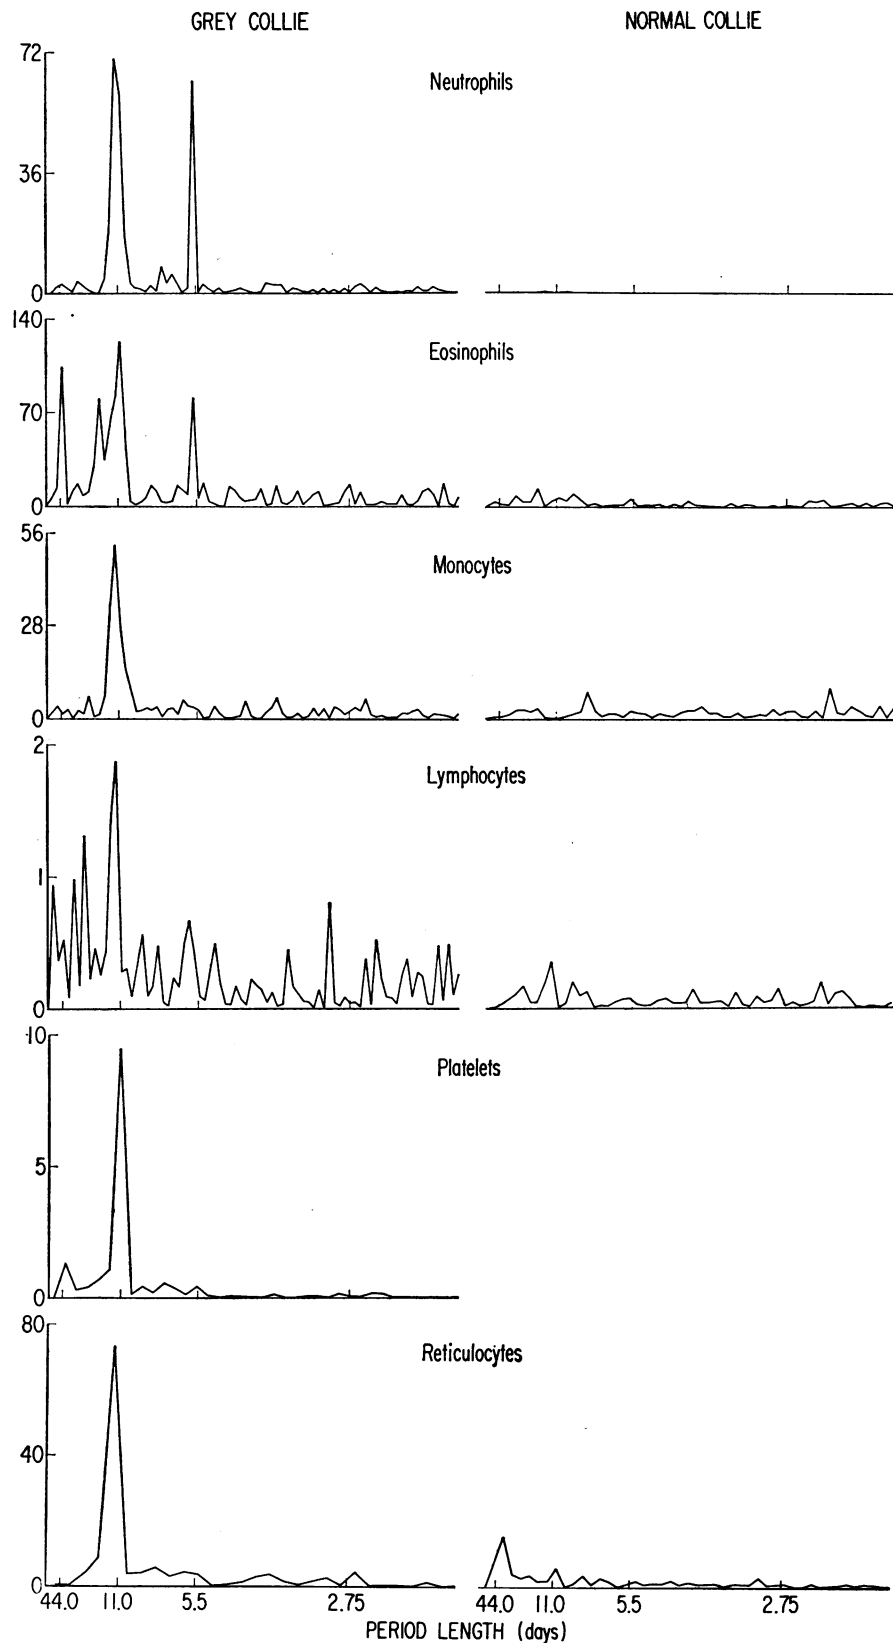 GREY COLLIE NORMAL COLLIE
72
Neutrophils
36
0
140
Eosinophils
70
0
56
Monocytes
28
0
2
Lymphocytes
1
0
10
Platelets
5
0
80
Reticulocytes
40
0
44.0 11.0 5.5 2.75 44.0 11.0 5.5 2.75
PERIOD LENGTH (days)